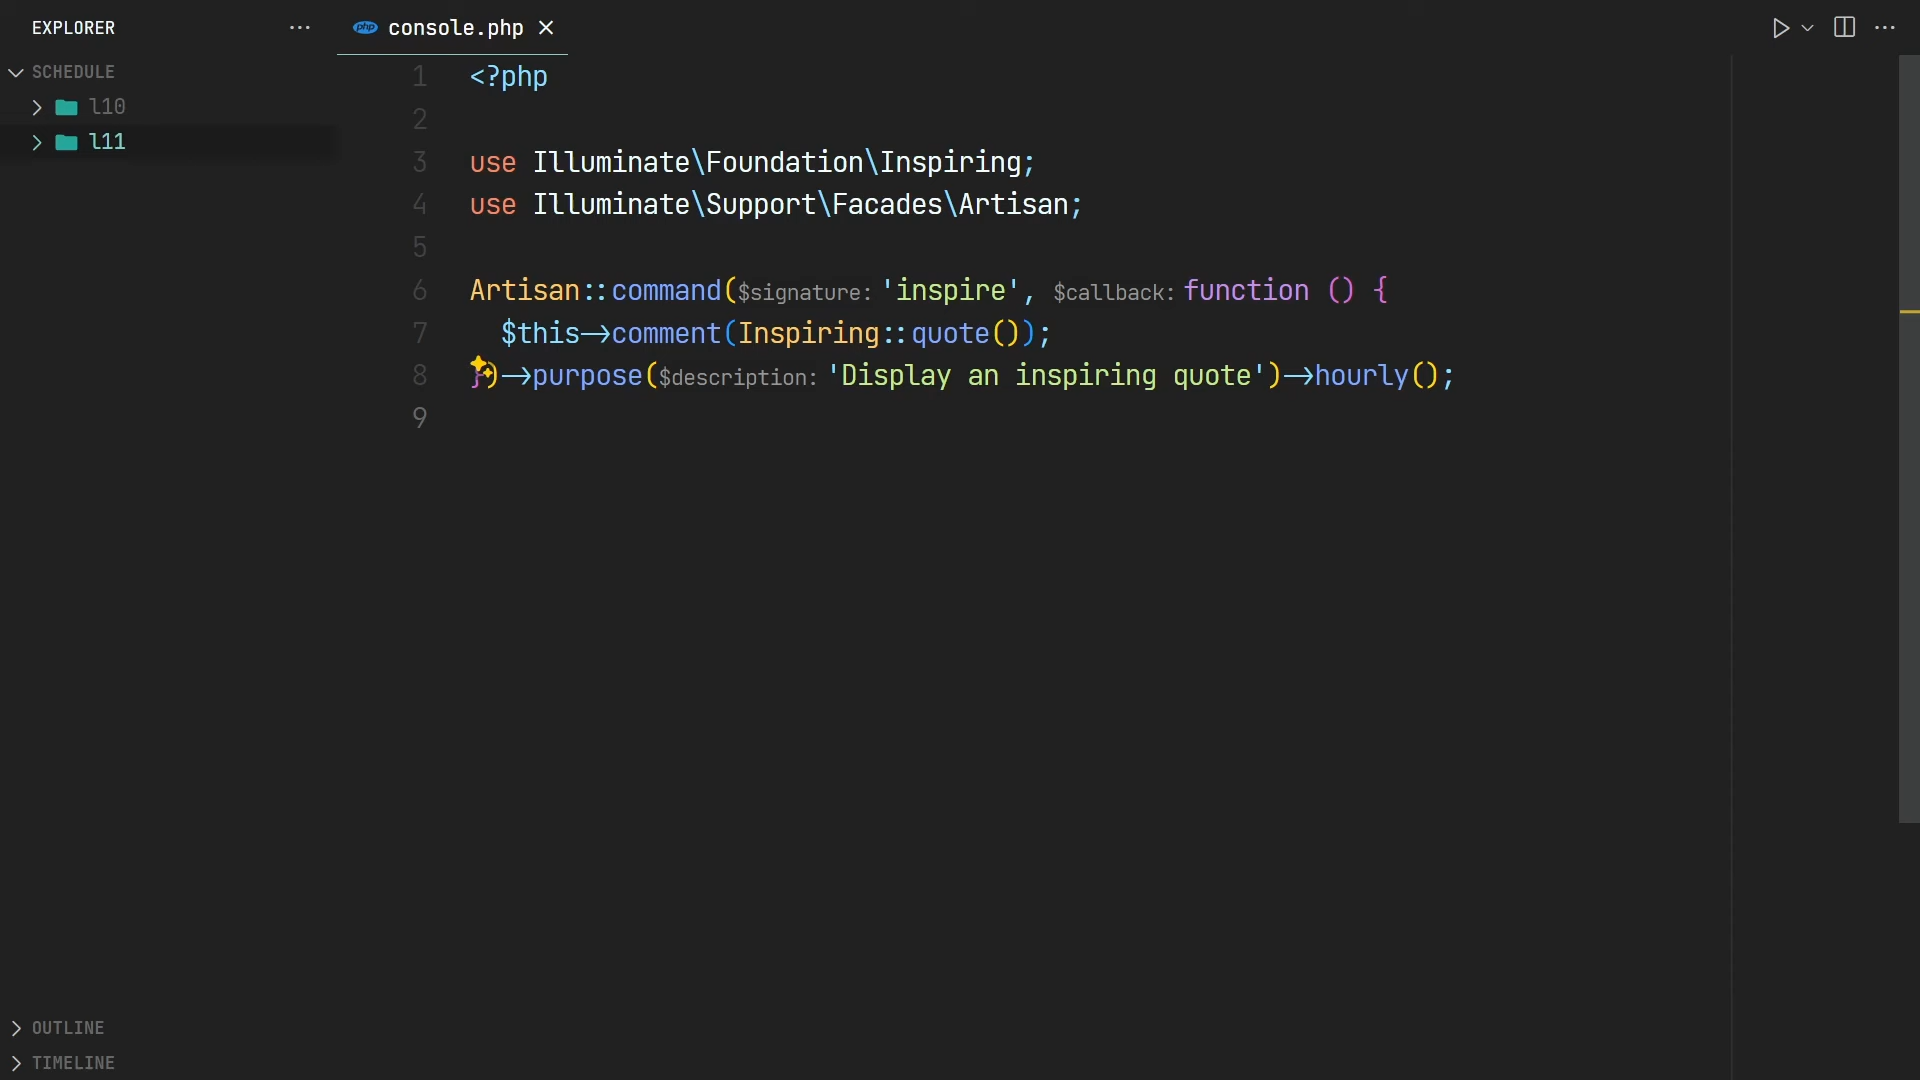 EXPLORER
SCHEDULE
l10
l11
OUTLINE
TIMELINE
php console.php
1 <?php
2
3 use Illuminate\Foundation\Inspiring;
4 use Illuminate\Support\Facades\Artisan;
5
6 Artisan::command($signature: 'inspire', $callback: function () {
7 $this->comment(Inspiring::quote());
8 })->purpose($description: 'Display an inspiring quote')->hourly();
9